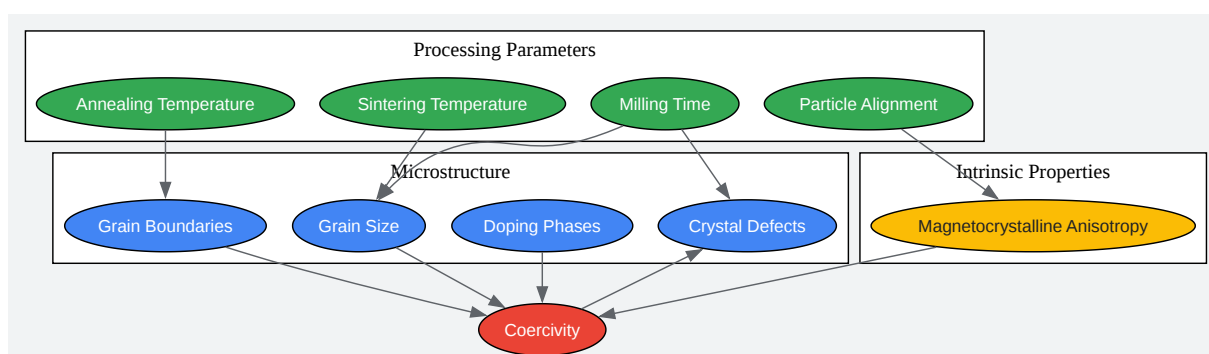 Processing Parameters
Annealing Temperature
Sintering Temperature
Milling Time
Particle Alignment
Microstructure
Intrinsic Properties
Grain Boundaries
Grain Size
Doping Phases
Crystal Defects
Magnetocrystalline Anisotropy
Coercivity